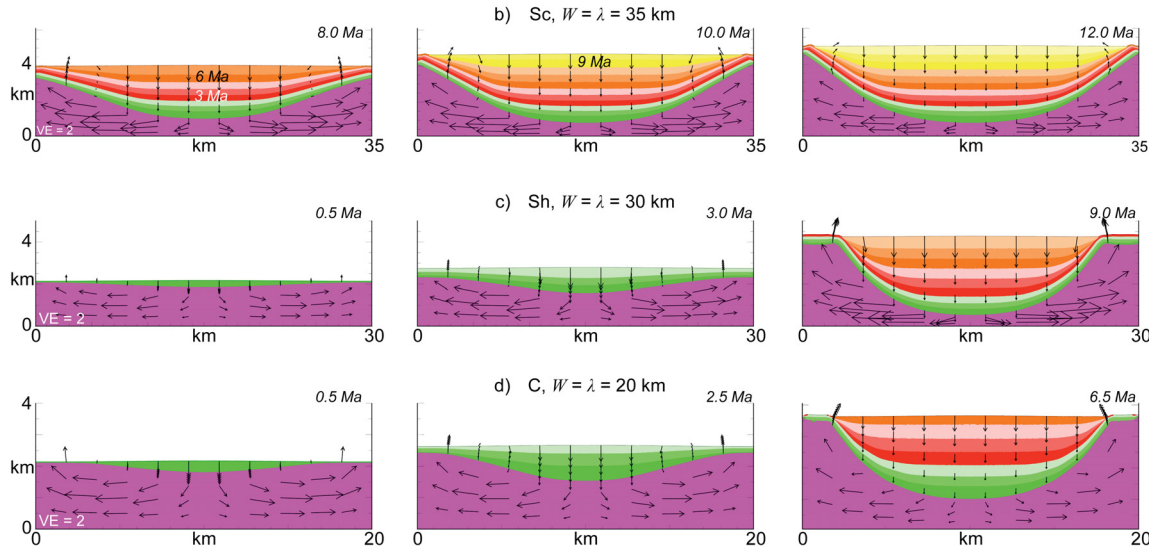 b) Sc, W = λ = 35 km
8.0 Ma
10.0 Ma
12.0 Ma
4
km
0
6 Ma
3 Ma
9 Ma
VE = 2
0 km 35
0 km 35
0 km 35
c) Sh, W = λ = 30 km
0.5 Ma
3.0 Ma
9.0 Ma
4
km
0
VE = 2
0 km 30
0 km 30
0 km 30
d) C, W = λ = 20 km
0.5 Ma
2.5 Ma
6.5 Ma
4
km
0
VE = 2
0 km 20
0 km 20
0 km 20